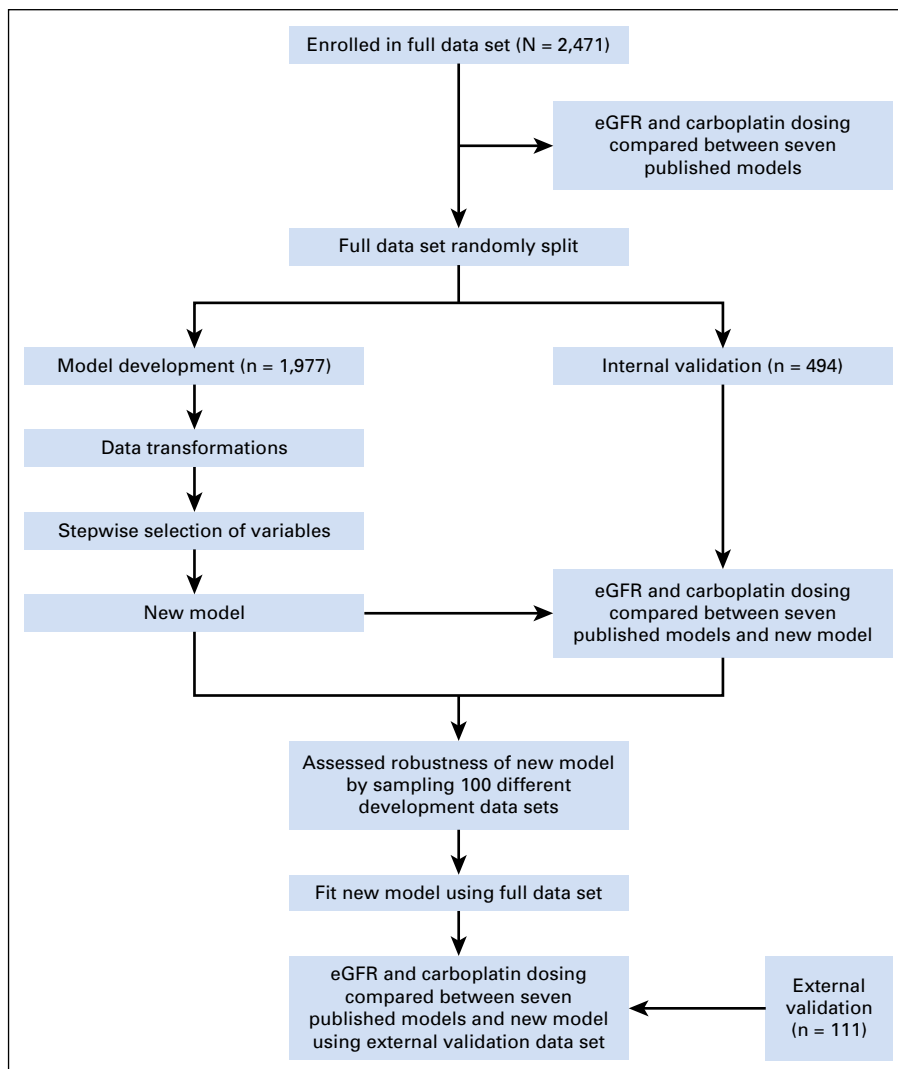 Enrolled in full data set (N = 2,471)
eGFR and carboplatin dosing
compared between seven
published models
Full data set randomly split
Model development (n = 1,977)
Internal validation (n = 494)
Data transformations
Stepwise selection of variables
New model
eGFR and carboplatin dosing
compared between seven
published models and new model
Assessed robustness of new model
by sampling 100 different
development data sets
Fit new model using full data set
eGFR and carboplatin dosing
compared between seven
published models and new model
using external validation data set
External
validation
(n = 111)